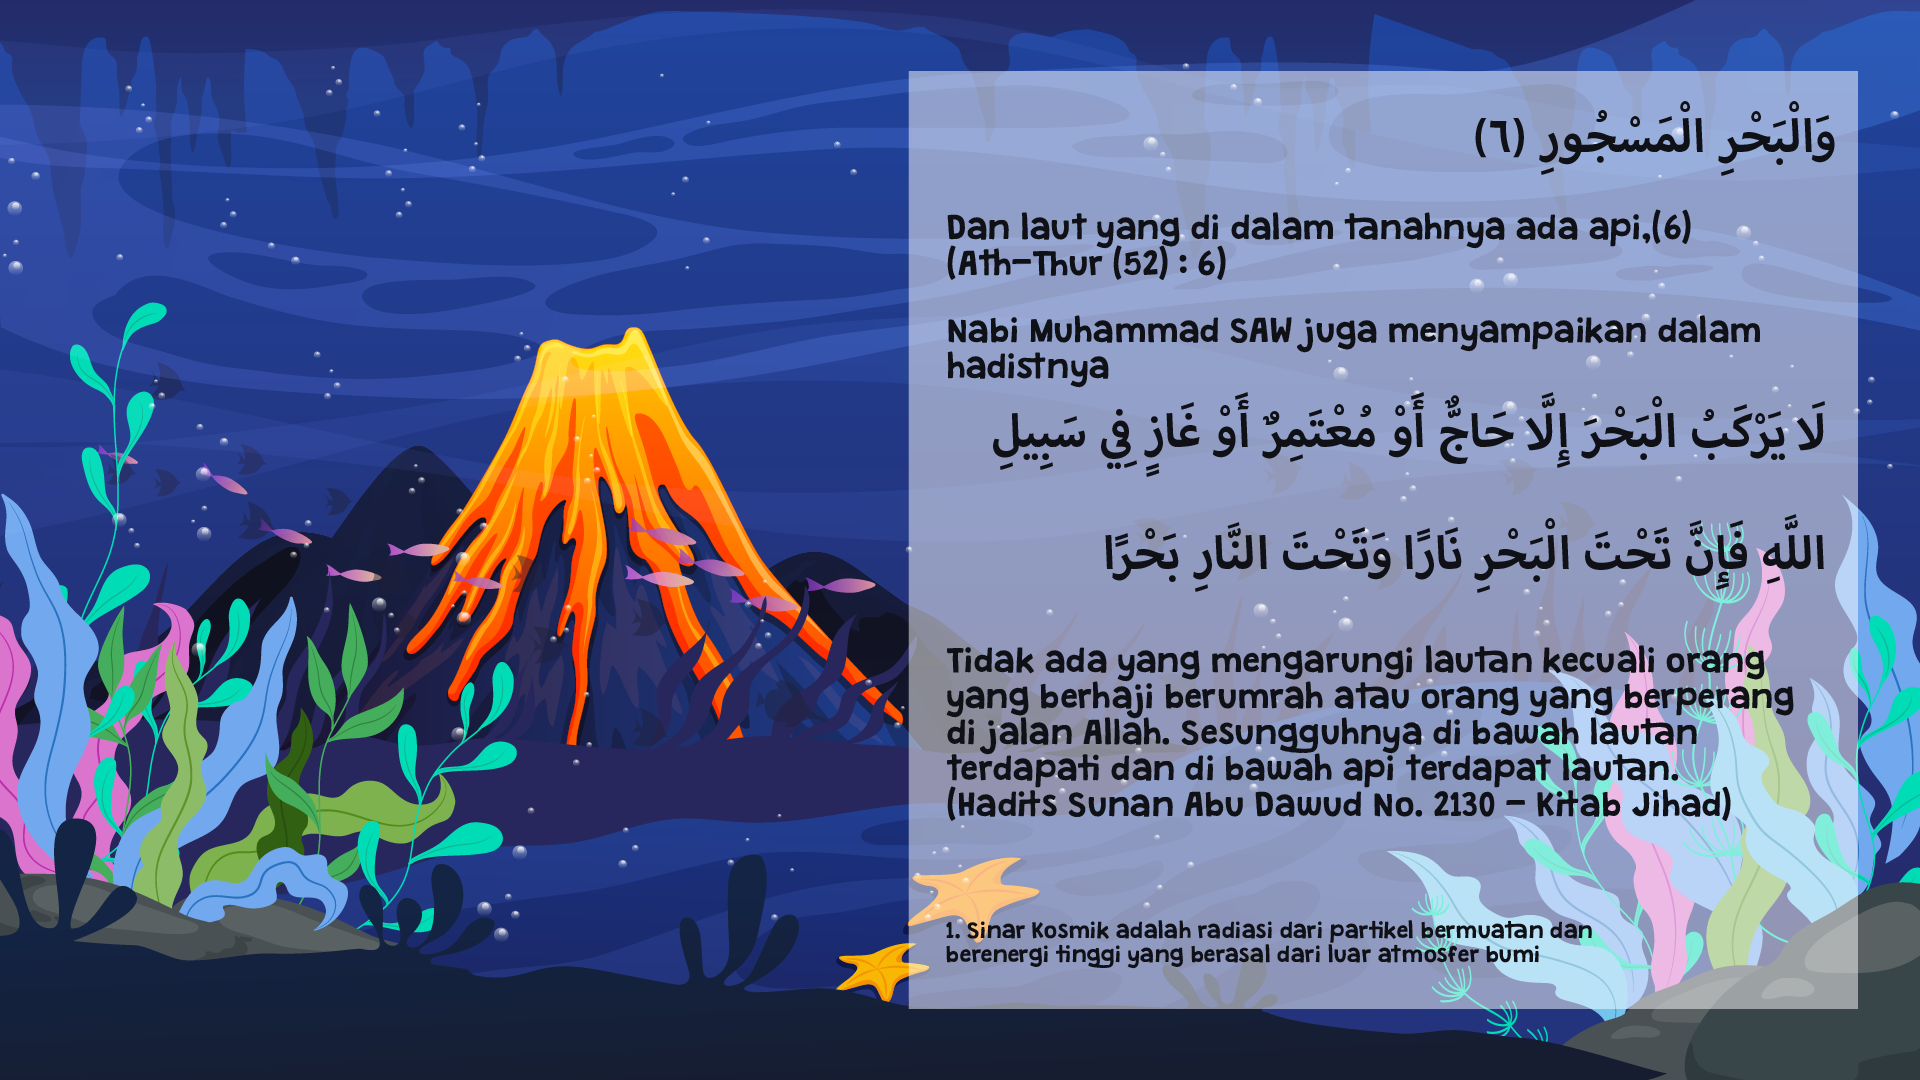 وَالْبَحْرِ الْمَسْجُورِ (٦)
Dan laut yang di dalam tanahnya ada api,(6)
(Ath-Thur (52) : 6)
Nabi Muhammad SAW juga menyampaikan dalam
hadistnya
لَا يَرْكَبُ الْبَحْرَ إِلَّا حَاجٌّ أَوْ مُعْتَمِرٌ أَوْ غَازٍ فِي سَبِيلِ
اللَّهِ فَإِنَّ تَحْتَ الْبَحْرِ نَارًا وَتَحْتَ النَّارِ بَحْرًا
Tidak ada yang mengarungi lautan kecuali orang
yang berhaji berumrah atau orang yang berperang
di jalan Allah. Sesungguhnya di bawah lautan
terdapati dan di bawah api terdapat lautan.
(Hadits Sunan Abu Dawud No. 2130 - Kitab Jihad)
1. Sinar Kosmik adalah radiasi dari partikel bermuatan dan
berenergi tinggi yang berasal dari luar atmosfer bumi